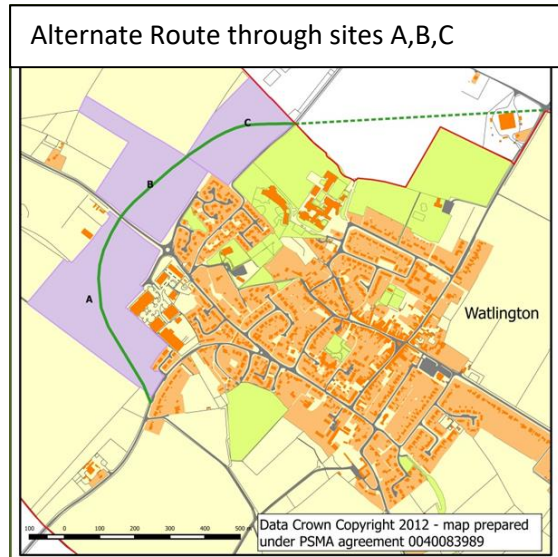 Alternate Route through sites A,B,C
C
B
A
Watlington
100 0 100 200 300 400 500 m
Data Crown Copyright 2012 - map prepared
under PSMA agreement 0040083989